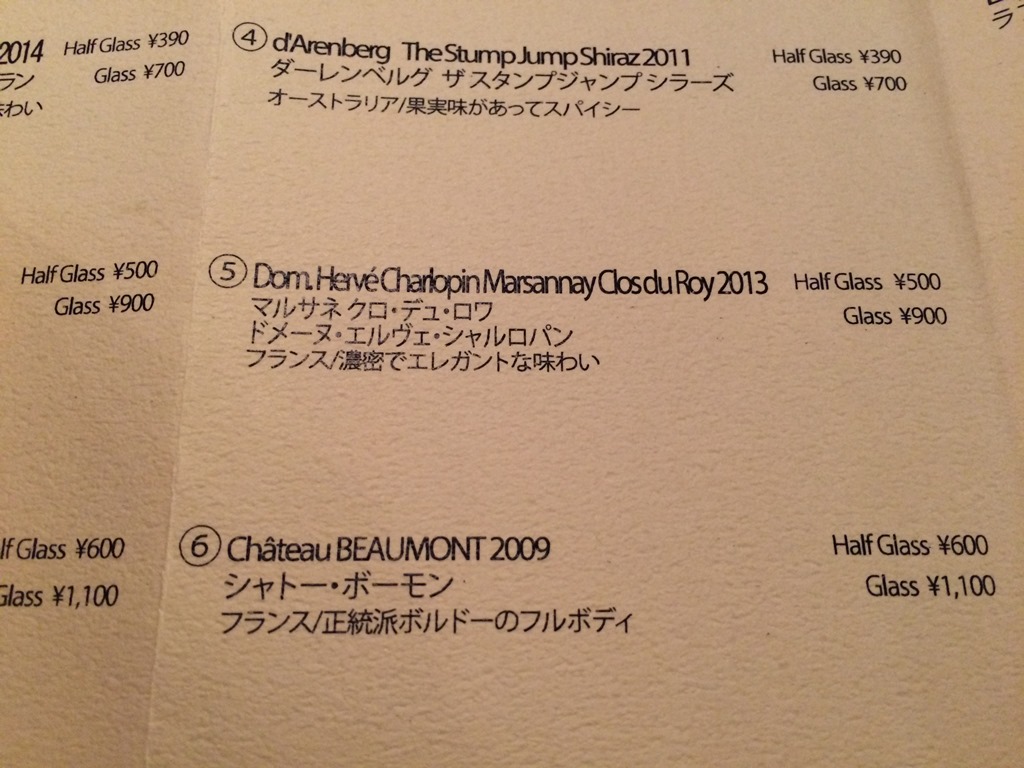 2014 Half Glass ¥390
ラン Glass ¥700
味わい
Half Glass ¥500
Glass ¥900
lf Glass ¥600
Glass ¥1,100
④ d'Arenberg The Stump Jump Shiraz 2011 Half Glass ¥390
ダーレンベルグ ザ スタンプジャンプ シラーズ Glass ¥700
オーストラリア/果実味があってスパイシー
⑤ Dom. Hervé Charlopin Marsannay Clos du Roy 2013 Half Glass ¥500
マルサネ クロ・デュ・ロワ Glass ¥900
ドメーヌ・エルヴェ・シャルロパン
フランス/濃密でエレガントな味わい
⑥ Château BEAUMONT 2009 Half Glass ¥600
シャトー・ボーモン Glass ¥1,100
フランス/正統派ボルドーのフルボディ
ラ